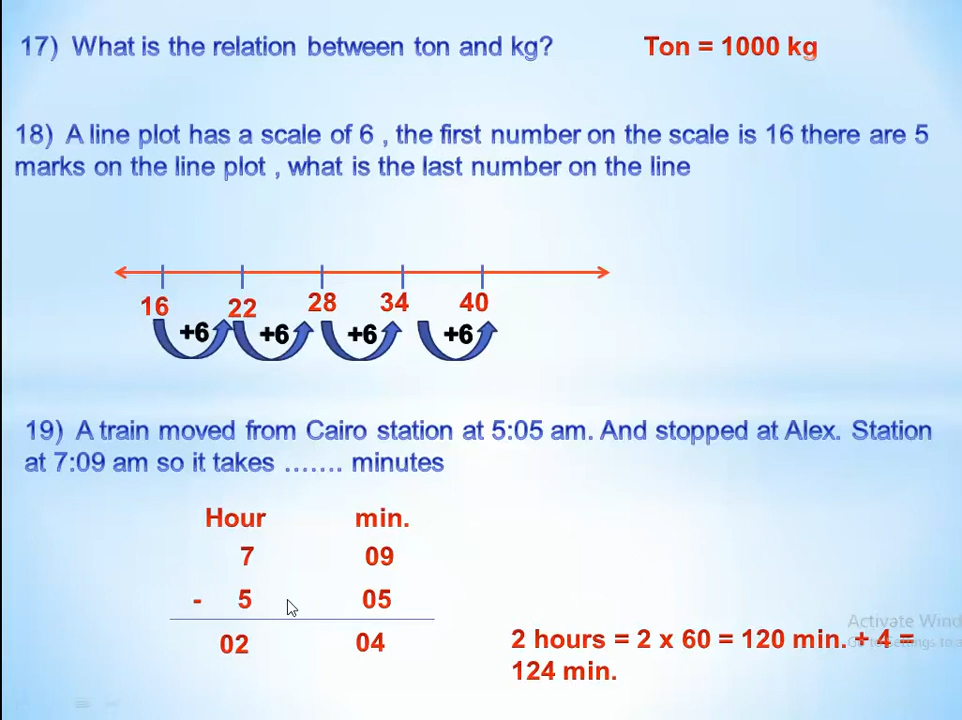 17) What is the relation between ton and kg? Ton = 1000 kg
18) A line plot has a scale of 6 , the first number on the scale is 16 there are 5
marks on the line plot , what is the last number on the line
16 22 28 34 40
+6 +6 +6 +6
19) A train moved from Cairo station at 5:05 am. And stopped at Alex. Station
at 7:09 am so it takes ……. minutes
Hour min.
7 09
- 5 05
02 04
Activate Wind
2 hours = 2 x 60 = 120 min. + 4 =
Go to Settings to a
124 min.